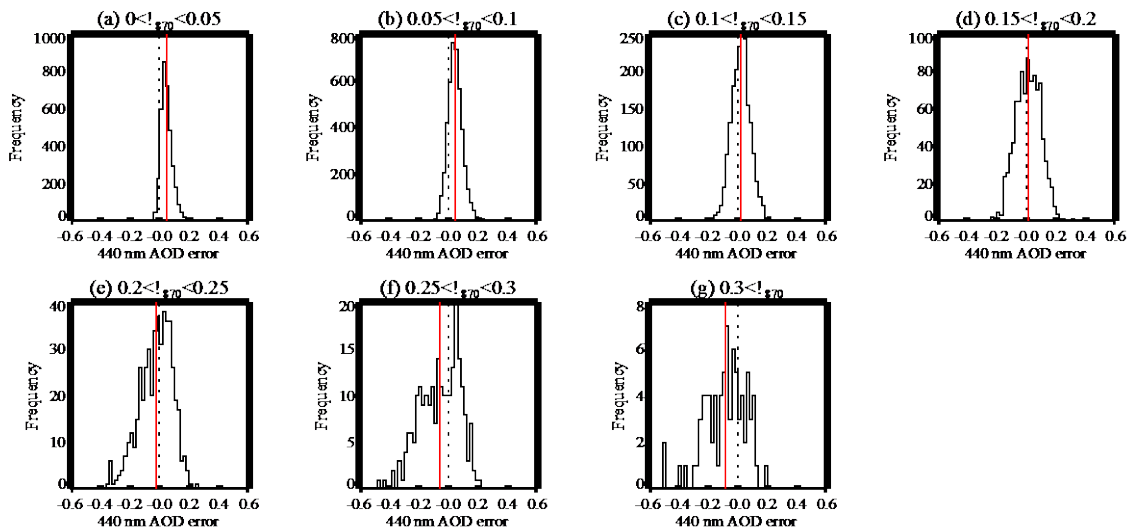 (a) 0<!870<0.05
(b) 0.05<!870<0.1
(c) 0.1<!870<0.15
(d) 0.15<!870<0.2
1000
800
600
400
200
0
Frequency
-0.6 -0.4 -0.2 -0.0 0.2 0.4 0.6
440 nm AOD error
800
600
400
200
0
Frequency
-0.6 -0.4 -0.2 -0.0 0.2 0.4 0.6
440 nm AOD error
250
200
150
100
50
0
Frequency
-0.6 -0.4 -0.2 -0.0 0.2 0.4 0.6
440 nm AOD error
100
80
60
40
20
0
Frequency
-0.6 -0.4 -0.2 -0.0 0.2 0.4 0.6
440 nm AOD error
(e) 0.2<!870<0.25
(f) 0.25<!870<0.3
(g) 0.3<!870
40
30
20
10
0
Frequency
-0.6 -0.4 -0.2 -0.0 0.2 0.4 0.6
440 nm AOD error
20
15
10
5
0
Frequency
-0.6 -0.4 -0.2 -0.0 0.2 0.4 0.6
440 nm AOD error
8
6
4
2
0
Frequency
-0.6 -0.4 -0.2 -0.0 0.2 0.4 0.6
440 nm AOD error